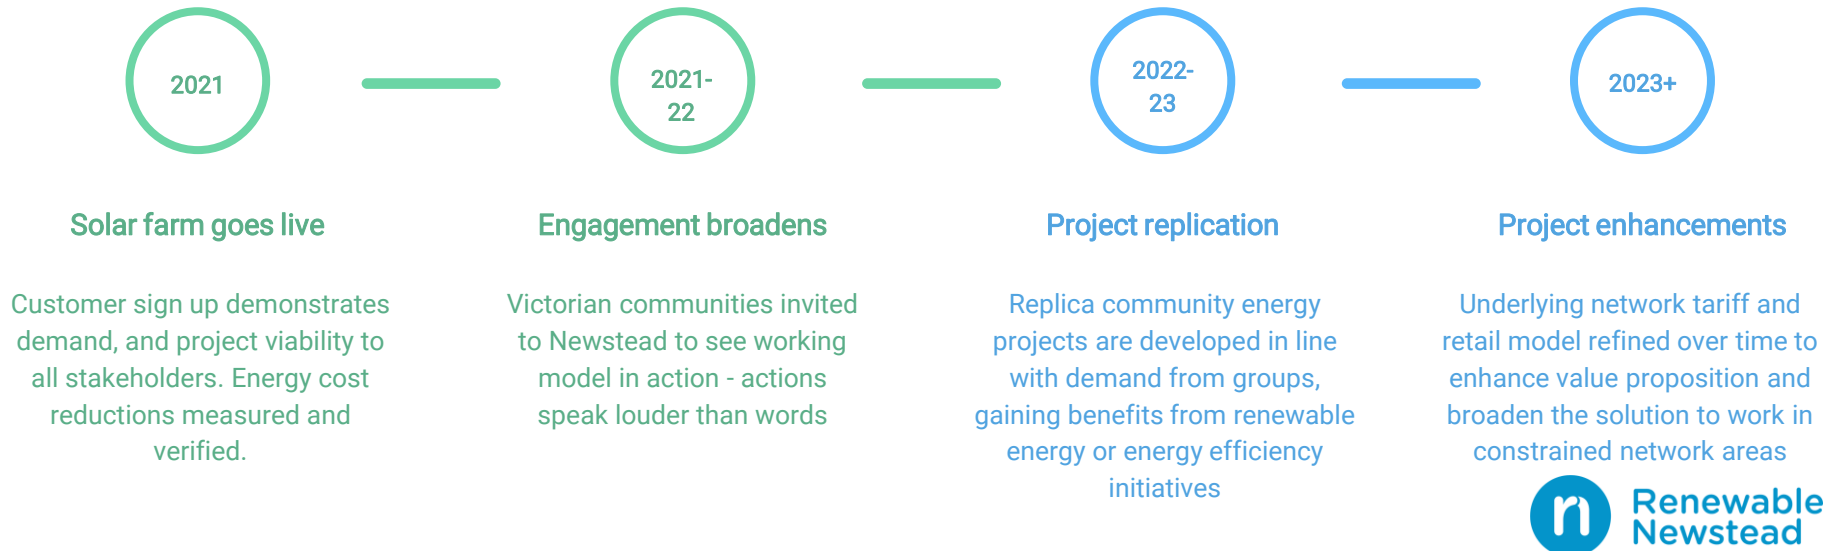 2021
2021-
22
2022-
23
2023+
Solar farm goes live
Customer sign up demonstrates
demand, and project viability to
all stakeholders. Energy cost
reductions measured and
verified.
Engagement broadens
Victorian communities invited
to Newstead to see working
model in action - actions
speak louder than words
Project replication
Replica community energy
projects are developed in line
with demand from groups,
gaining benefits from renewable
energy or energy efficiency
initiatives
Project enhancements
Underlying network tariff and
retail model refined over time to
enhance value proposition and
broaden the solution to work in
constrained network areas
n
Renewable
Newstead